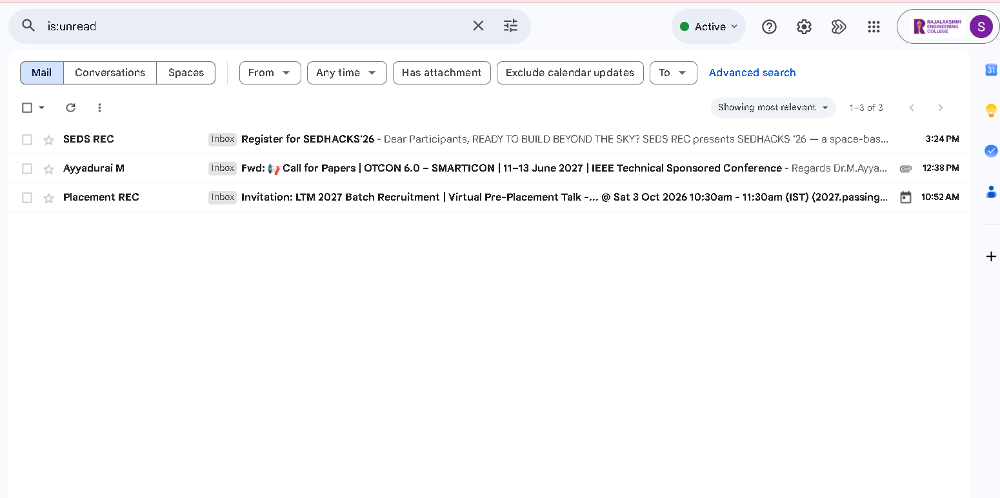 is:unread
Active
RAJALAKSHMI
ENGINEERING
COLLEGE
S
Mail Conversations Spaces From Any time Has attachment Exclude calendar updates To Advanced search
31
Showing most relevant 1–3 of 3
SEDS REC Inbox Register for SEDHACKS'26 - Dear Participants, READY TO BUILD BEYOND THE SKY? SEDS REC presents SEDHACKS '26 — a space-bas... 3:24 PM
Ayyadurai M Inbox Fwd: 📢 Call for Papers | OTCON 6.0 – SMARTICON | 11–13 June 2027 | IEEE Technical Sponsored Conference - Regards Dr.M.Ayya... 12:38 PM
Placement REC Inbox Invitation: LTM 2027 Batch Recruitment | Virtual Pre-Placement Talk -... @ Sat 3 Oct 2026 10:30am - 11:30am (IST) (2027.passing... 10:52 AM